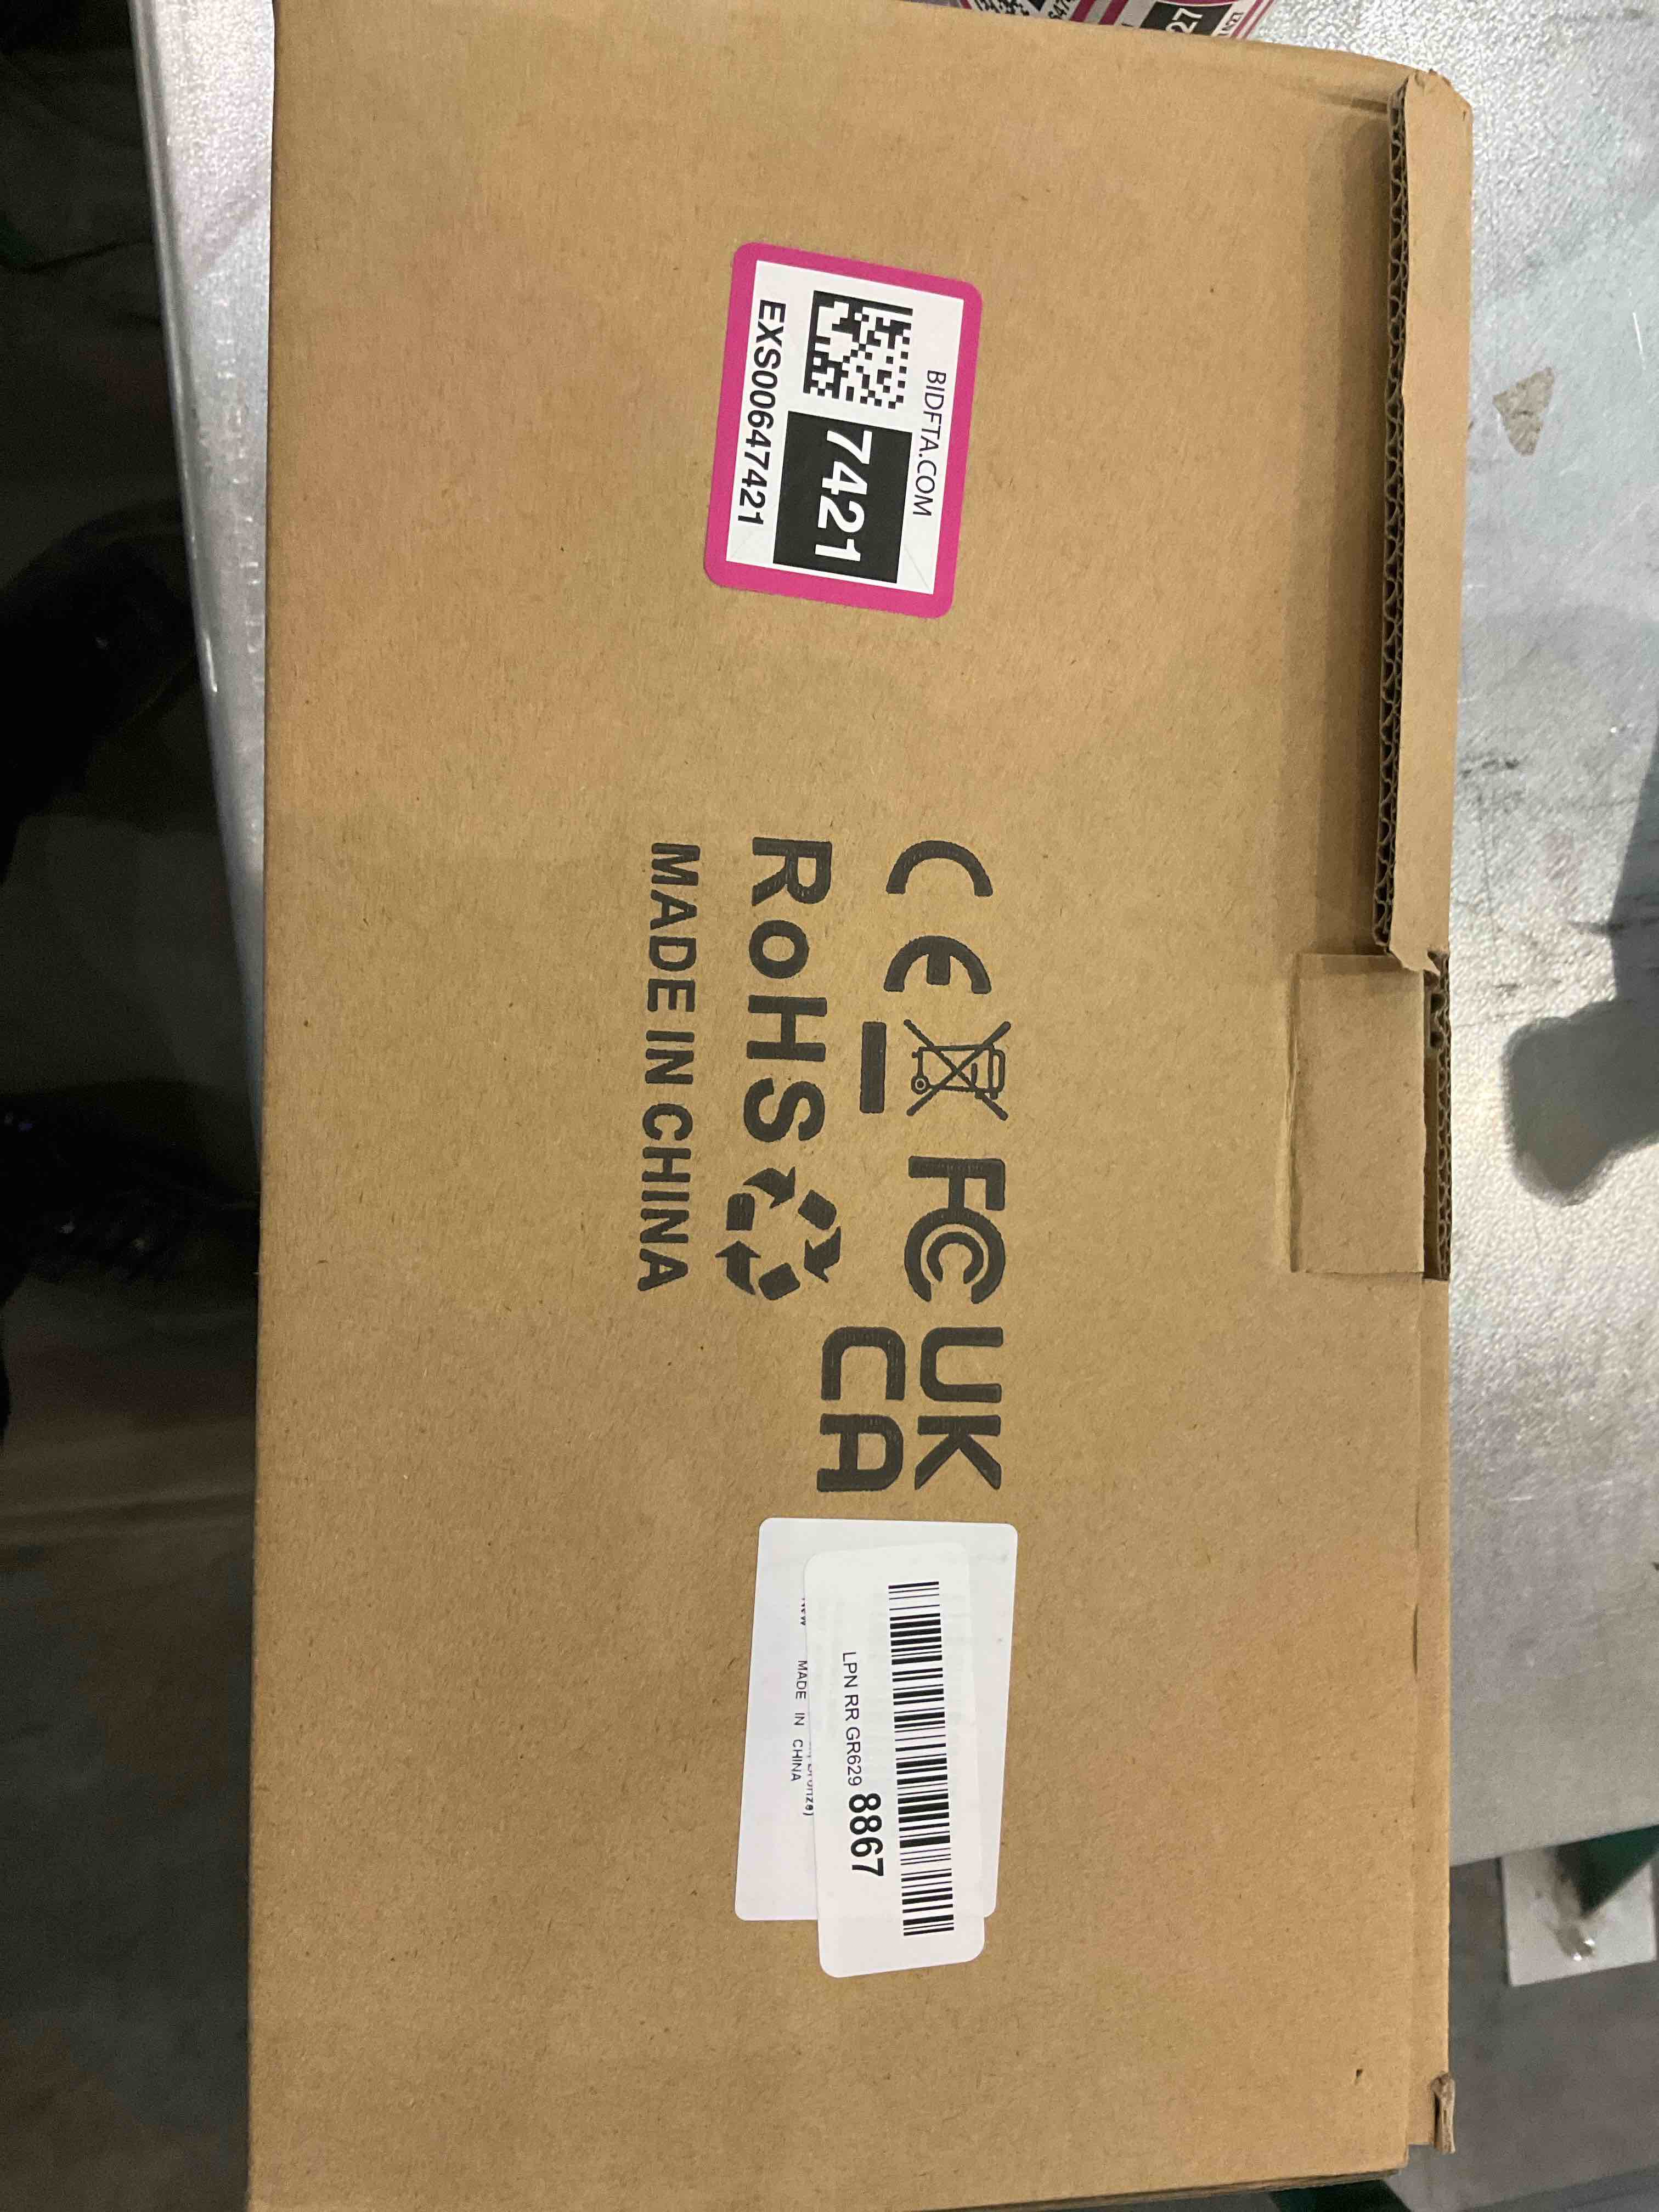 BIDFTA.COM
7421
EXS00647421
CE FC UK
CA
RoHS
MADE IN CHINA
LPN RR GR629 8867
MADE IN CHINA
27